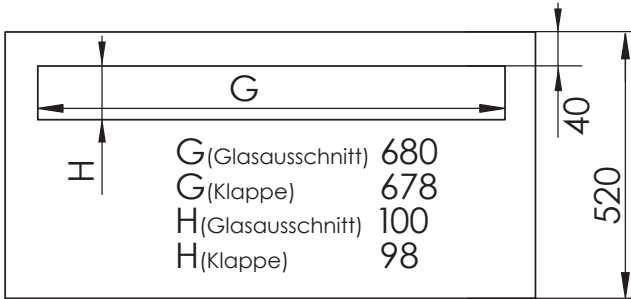 G
H
40
520
G(Glasausschnitt) 680
G(Klappe) 678
H(Glasausschnitt) 100
H(Klappe) 98